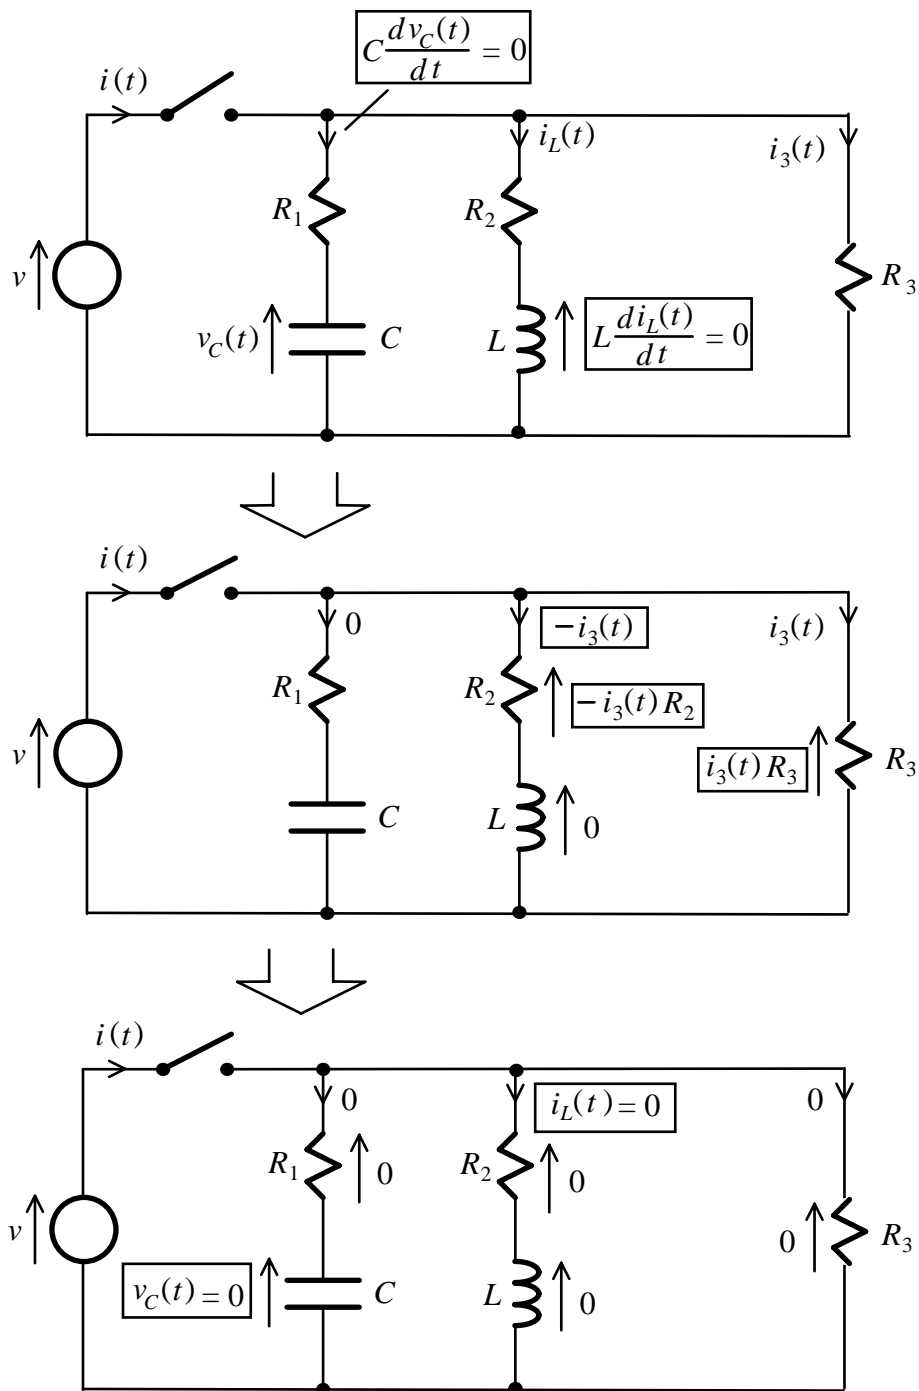 C dv_C(t)/dt = 0
i(t)
i_L(t)
i_3(t)
R_1
R_2
v
R_3
v_C(t)
C
L
L di_L(t)/dt = 0
i(t)
0
−i_3(t)
i_3(t)
R_1
R_2
−i_3(t) R_2
v
i_3(t) R_3
R_3
C
L
0
i(t)
0
i_L(t) = 0
0
R_1
0
R_2
0
v
0
R_3
v_C(t) = 0
C
L
0